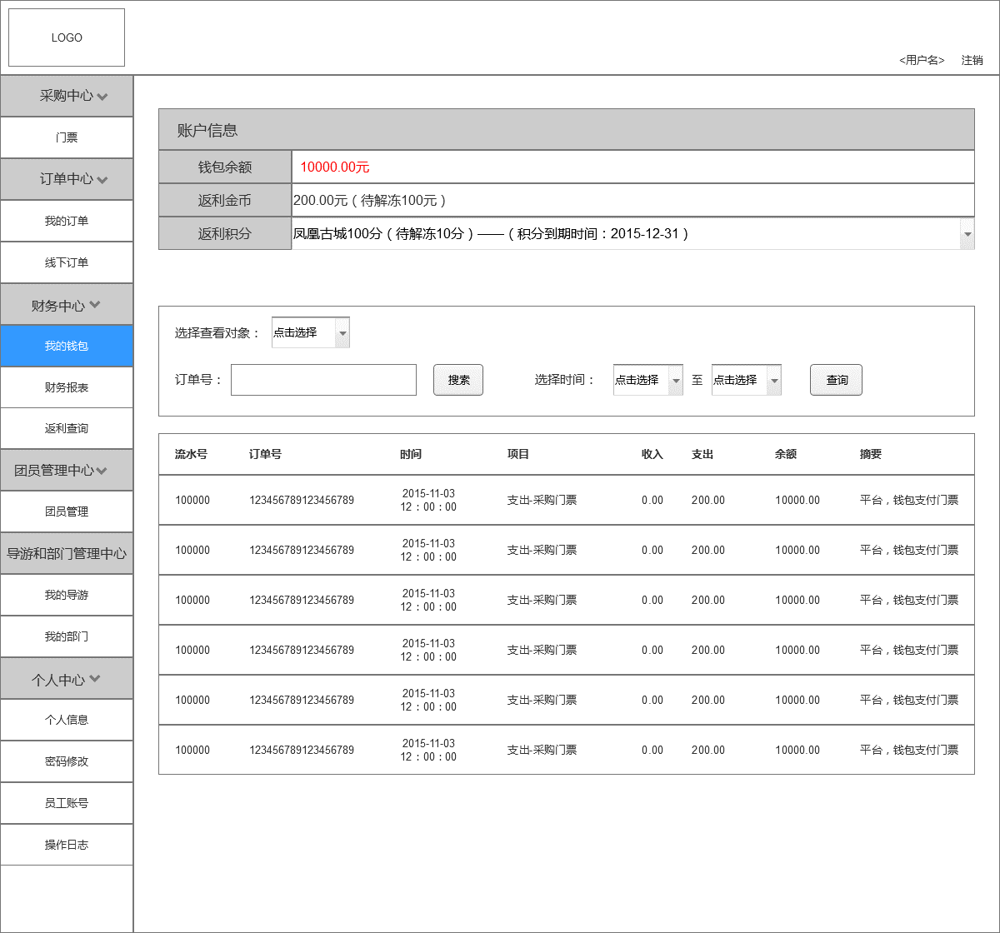 LOGO
<用户名> 注销
采购中心
门票
订单中心
我的订单
线下订单
财务中心
我的钱包
财务报表
返利查询
团员管理中心
团员管理
导游和部门管理中心
我的导游
我的部门
个人中心
个人信息
密码修改
员工账号
操作日志
账户信息
钱包余额 10000.00元
返利金币 200.00元（待解冻100元）
返利积分 凤凰古城100分（待解冻10分）——（积分到期时间：2015-12-31）
选择查看对象： 点击选择
订单号： 搜索 选择时间： 点击选择 至 点击选择 查询
流水号 订单号 时间 项目 收入 支出 余额 摘要
100000 123456789123456789 2015-11-03 12：00：00 支出-采购门票 0.00 200.00 10000.00 平台，钱包支付门票
100000 123456789123456789 2015-11-03 12：00：00 支出-采购门票 0.00 200.00 10000.00 平台，钱包支付门票
100000 123456789123456789 2015-11-03 12：00：00 支出-采购门票 0.00 200.00 10000.00 平台，钱包支付门票
100000 123456789123456789 2015-11-03 12：00：00 支出-采购门票 0.00 200.00 10000.00 平台，钱包支付门票
100000 123456789123456789 2015-11-03 12：00：00 支出-采购门票 0.00 200.00 10000.00 平台，钱包支付门票
100000 123456789123456789 2015-11-03 12：00：00 支出-采购门票 0.00 200.00 10000.00 平台，钱包支付门票